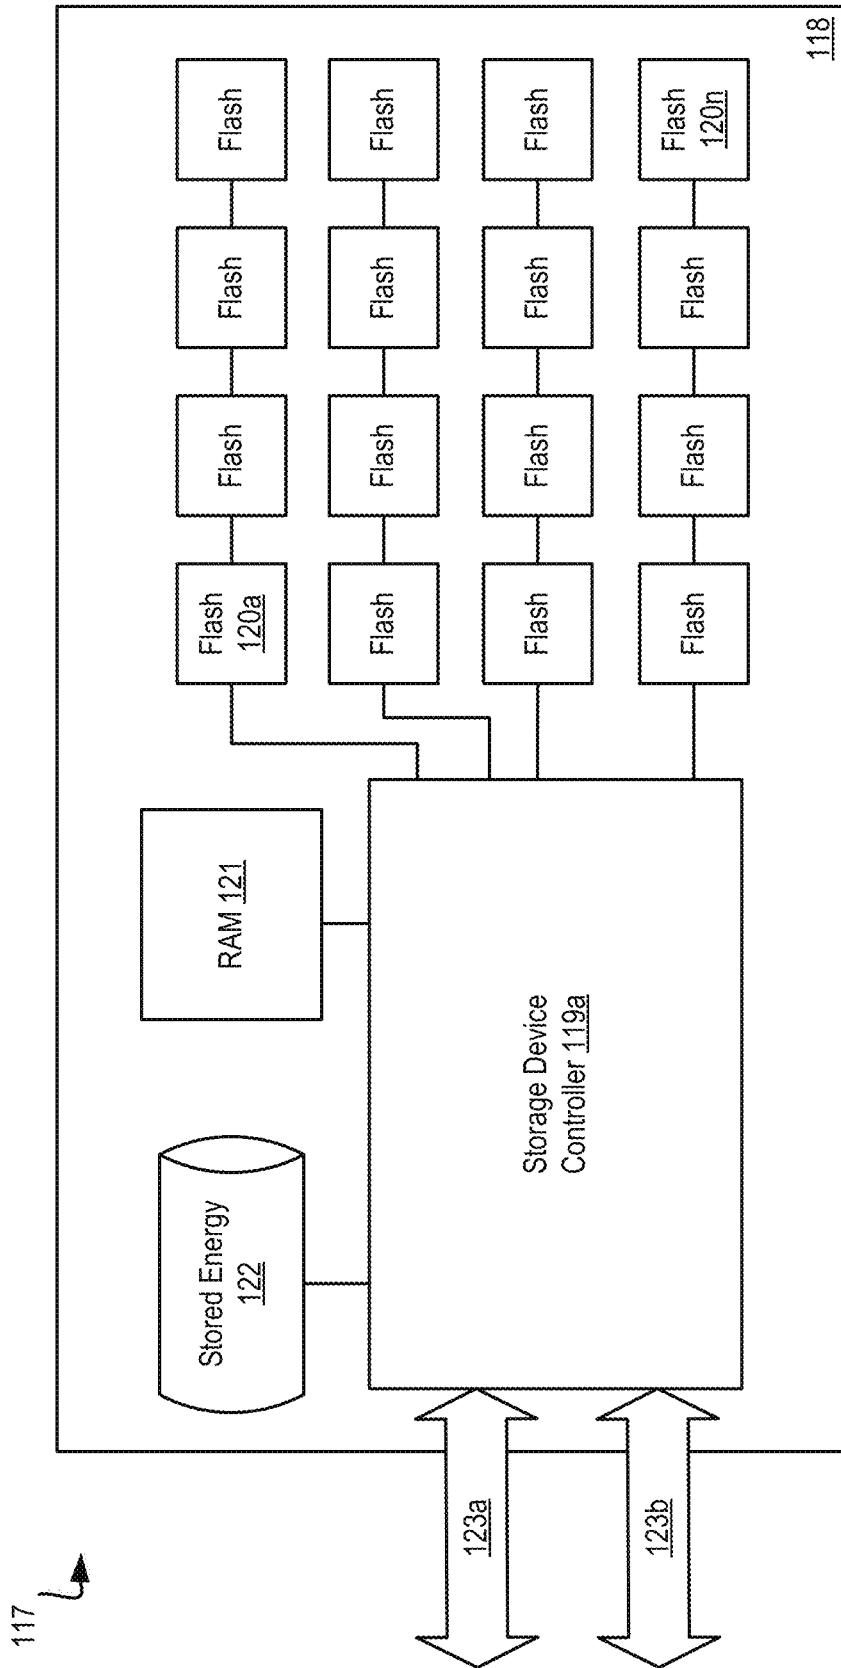 117
Stored Energy
122
RAM 121
Flash
120a
Flash
Flash
Flash
Flash
Flash
Flash
Flash
123a
Storage Device
Controller 119a
Flash
Flash
Flash
Flash
123b
Flash
Flash
Flash
Flash
120n
118